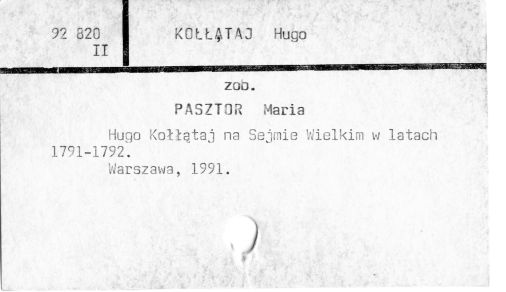 92 820
II
KOŁŁĄTAJ Hugo
zob.
PASZTOR Maria
Hugo Kołłątaj na Sejmie Wielkim w latach
1791-1792.
Warszawa, 1991.